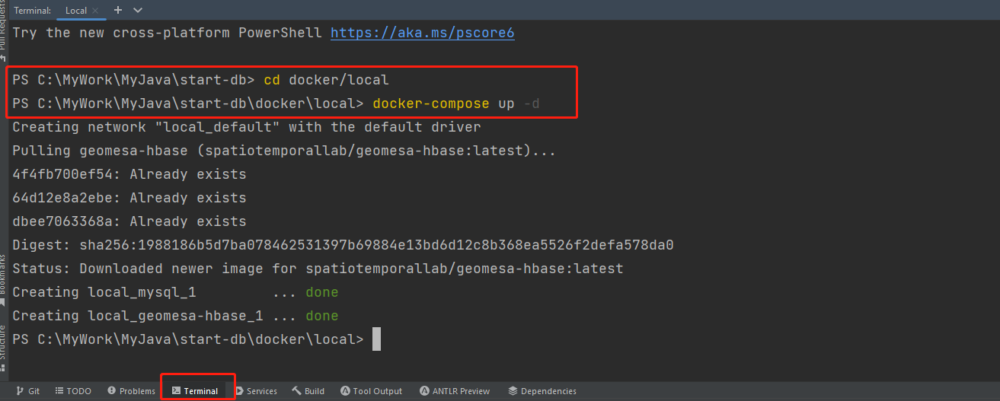 Terminal: Local × + 
Pull Requests
Try the new cross-platform PowerShell https://aka.ms/pscore6
PS C:\MyWork\MyJava\start-db> cd docker/local
PS C:\MyWork\MyJava\start-db\docker\local> docker-compose up -d
Creating network "local_default" with the default driver
Pulling geomesa-hbase (spatiotemporallab/geomesa-hbase:latest)...
4f4fb700ef54: Already exists
64d12e8a2ebe: Already exists
dbee7063368a: Already exists
Digest: sha256:1988186b5d7ba078462531397b69884e13bd6d12c8b368ea5526f2defa578da0
Status: Downloaded newer image for spatiotemporallab/geomesa-hbase:latest
Creating local_mysql_1 ... done
Creating local_geomesa-hbase_1 ... done
PS C:\MyWork\MyJava\start-db\docker\local>
Bookmarks
Structure
Git TODO Problems Terminal Services Build Tool Output ANTLR Preview Dependencies